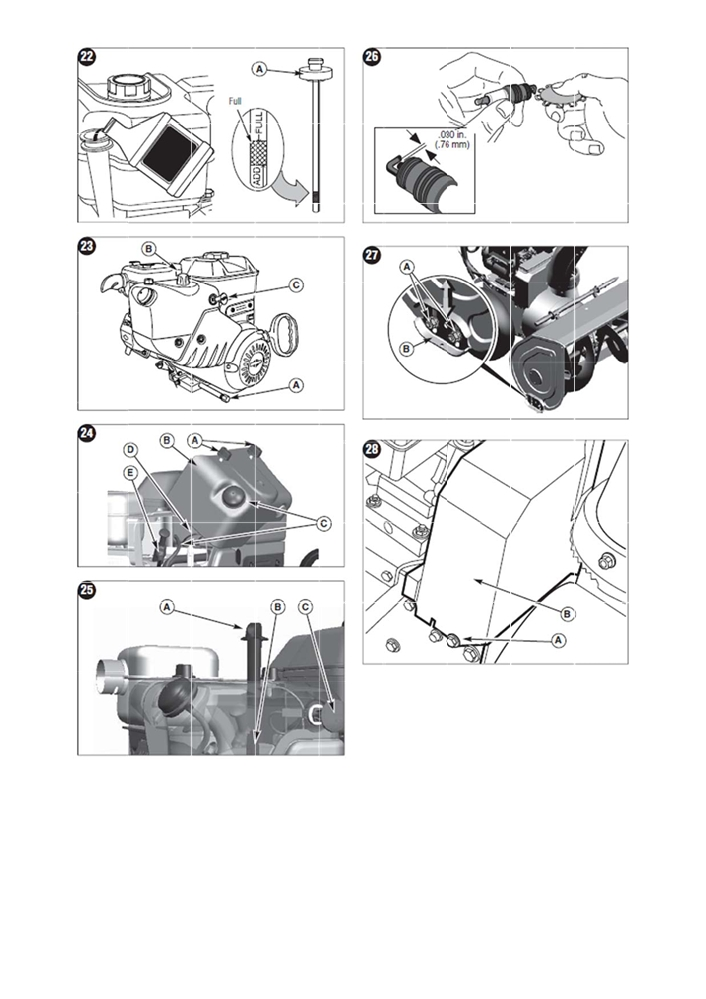 22
A
Full
FULL
ADD
23
B
C
A
24
D
B
A
E
C
25
A
B
C
26
.030 in.
(.76 mm)
27
A
B
28
B
A